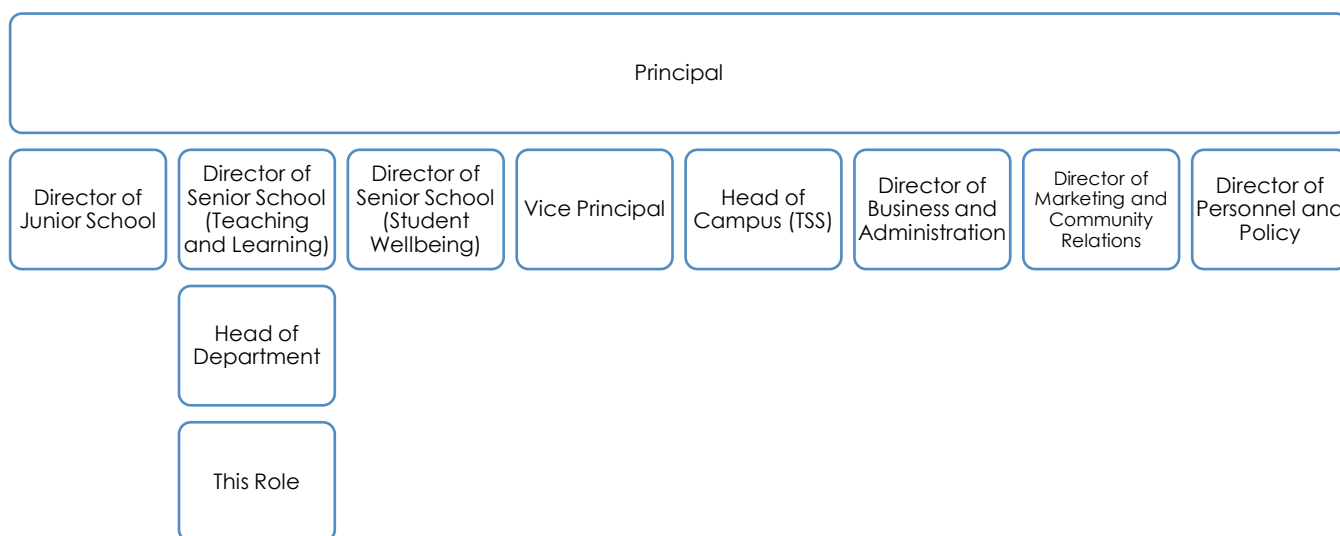 Principal
Director of
Junior School
Director of
Senior School
(Teaching
and Learning)
Director of
Senior School
(Student
Wellbeing)
Vice Principal
Head of
Campus (TSS)
Director of
Business and
Administration
Director of
Marketing and
Community
Relations
Director of
Personnel and
Policy
Head of
Department
This Role